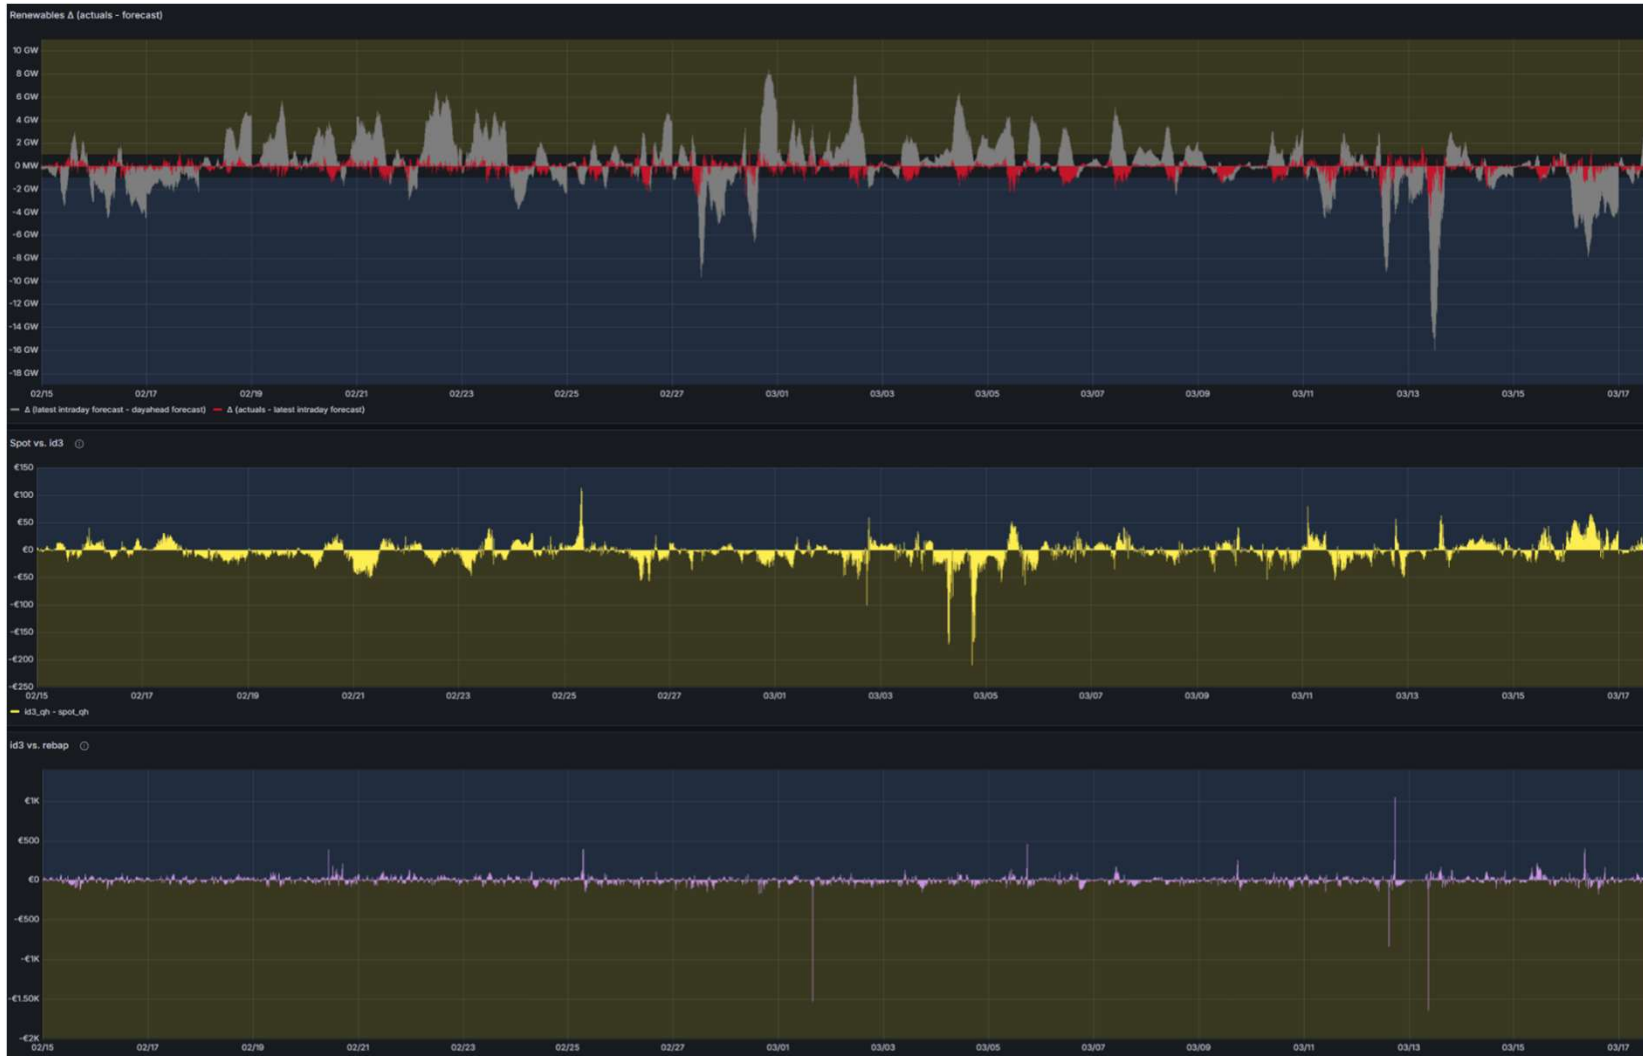 Renewables Δ (actuals - forecast)
10 GW
8 GW
6 GW
4 GW
2 GW
0 MW
-2 GW
-4 GW
-6 GW
-8 GW
-10 GW
-12 GW
-14 GW
-16 GW
-18 GW
02/15 02/17 02/19 02/21 02/23 02/25 02/27 03/01 03/03 03/05 03/07 03/09 03/11 03/13 03/15 03/17
Δ (latest intraday forecast - dayahead forecast) Δ (actuals - latest intraday forecast)
Spot vs. id3
€150
€100
€50
€0
-€50
-€100
-€150
-€200
-€250
02/15 02/17 02/19 02/21 02/23 02/25 02/27 03/01 03/03 03/05 03/07 03/09 03/11 03/13 03/15 03/17
id3_qh - spot_qh
id3 vs. rebap
€1K
€500
€0
-€500
-€1K
-€1.50K
-€2K
02/15 02/17 02/19 02/21 02/23 02/25 02/27 03/01 03/03 03/05 03/07 03/09 03/11 03/13 03/15 03/17